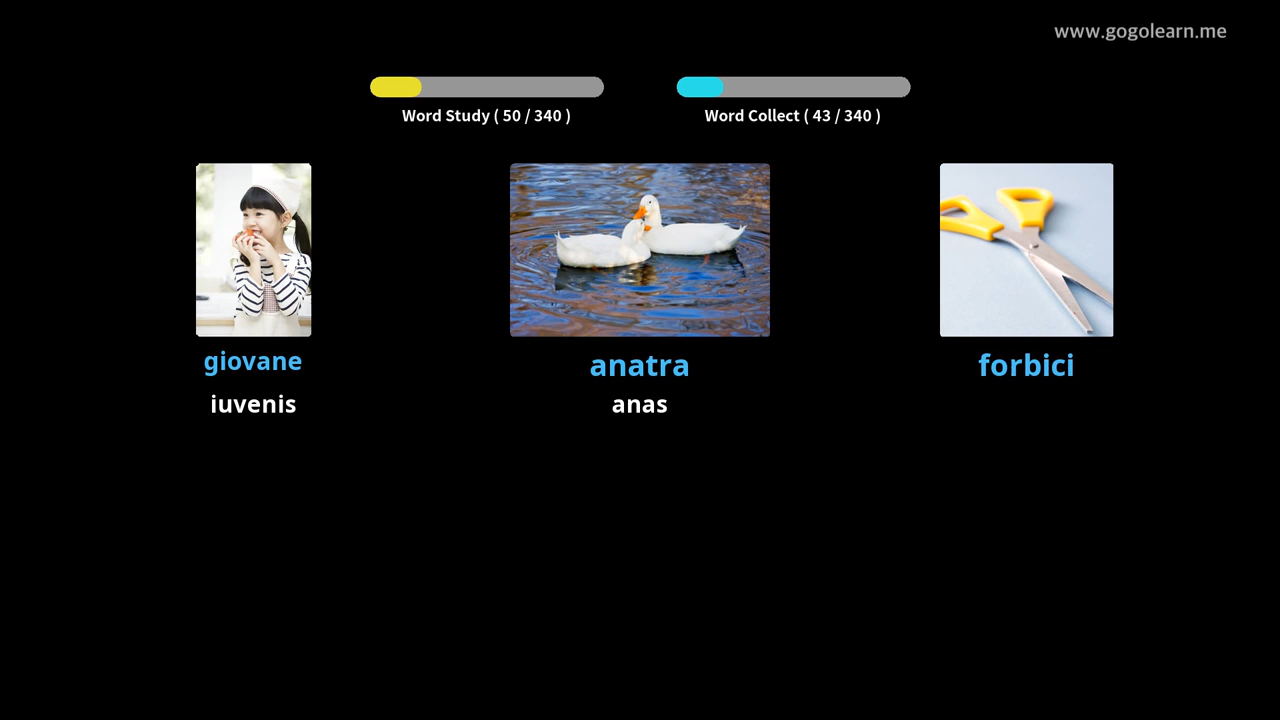 www.gogolearn.me
Word Study ( 50 / 340 )
Word Collect ( 43 / 340 )
giovane
iuvenis
anatra
anas
forbici